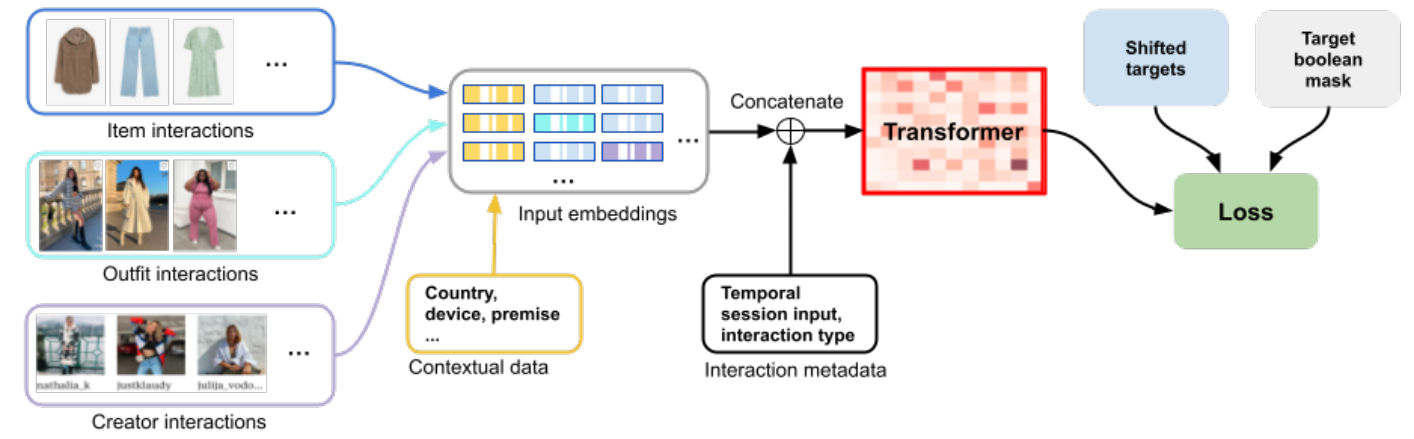 ...
Item interactions
...
Outfit interactions
nathalia_k
justklaudy
julija_vodo...
...
Creator interactions
...
...
Input embeddings
Country,
device, premise
...
Contextual data
Concatenate
Temporal
session input,
interaction type
Interaction metadata
Transformer
Shifted
targets
Target
boolean
mask
Loss